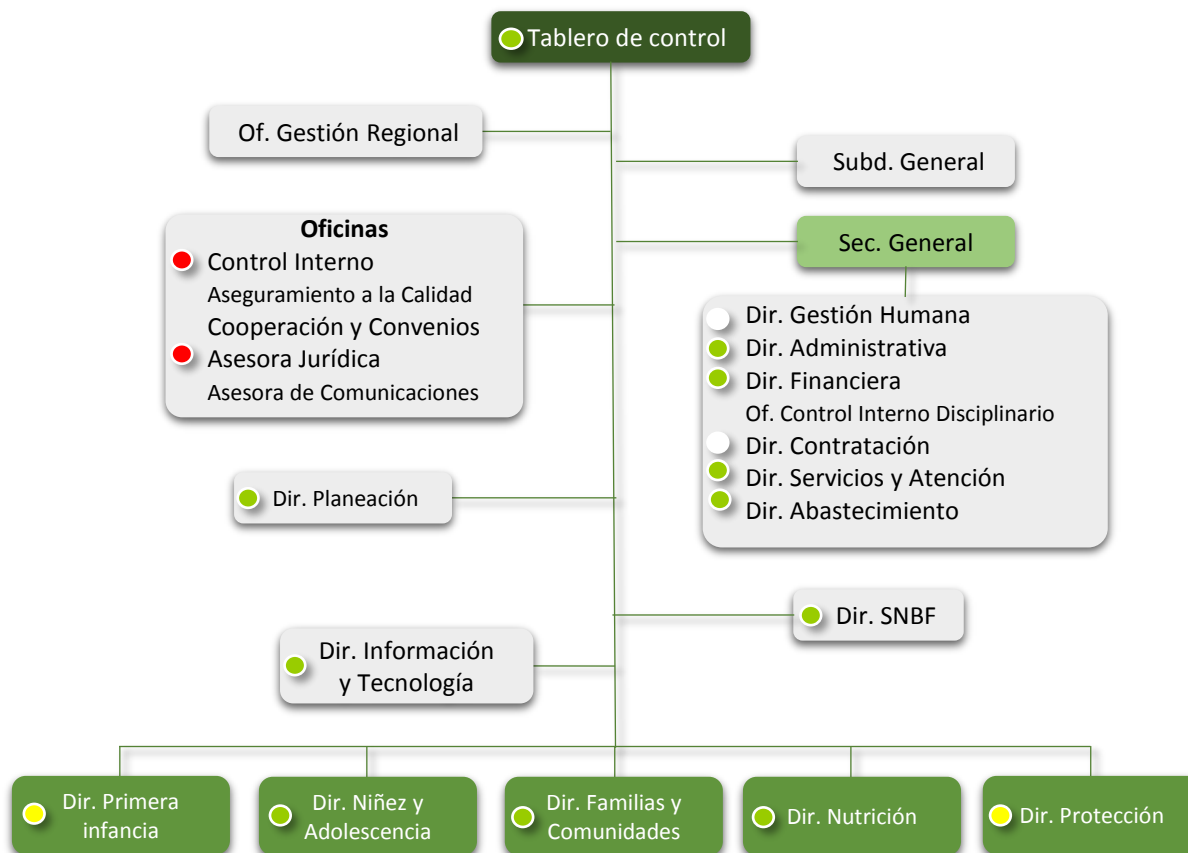 Tablero de control
Of. Gestión Regional
Subd. General
Oficinas
Control Interno
Aseguramiento a la Calidad
Cooperación y Convenios
Asesora Jurídica
Asesora de Comunicaciones
Sec. General
Dir. Gestión Humana
Dir. Administrativa
Dir. Financiera
Of. Control Interno Disciplinario
Dir. Contratación
Dir. Servicios y Atención
Dir. Abastecimiento
Dir. Planeación
Dir. SNBF
Dir. Información
y Tecnología
Dir. Primera
infancia
Dir. Niñez y
Adolescencia
Dir. Familias y
Comunidades
Dir. Nutrición
Dir. Protección